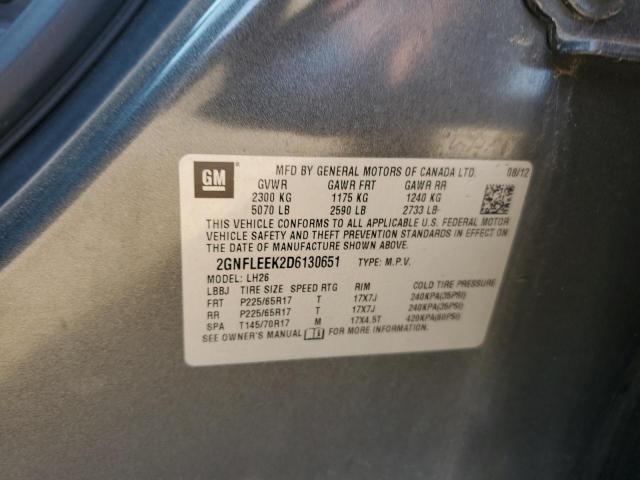 GM
MFD BY GENERAL MOTORS OF CANADA LTD. 08/12
GVWR GAWR FRT GAWR RR
2300 KG 1175 KG 1240 KG
5070 LB 2590 LB 2733 LB
THIS VEHICLE CONFORMS TO ALL APPLICABLE U.S. FEDERAL MOTOR
VEHICLE SAFETY AND THEFT PREVENTION STANDARDS IN EFFECT ON
THE DATE OF MANUFACTURE SHOWN ABOVE.
2GNFLEEK2D6130651 TYPE: M.P.V.
MODEL: LH26
LBBJ TIRE SIZE SPEED RTG RIM COLD TIRE PRESSURE
FRT P225/65R17 T 17X7J 240KPA(35PSI)
RR P225/65R17 T 17X7J 240KPA(35PSI)
SPA T145/70R17 M 17X4.5T 420KPA(60PSI)
SEE OWNER'S MANUAL FOR MORE INFORMATION.